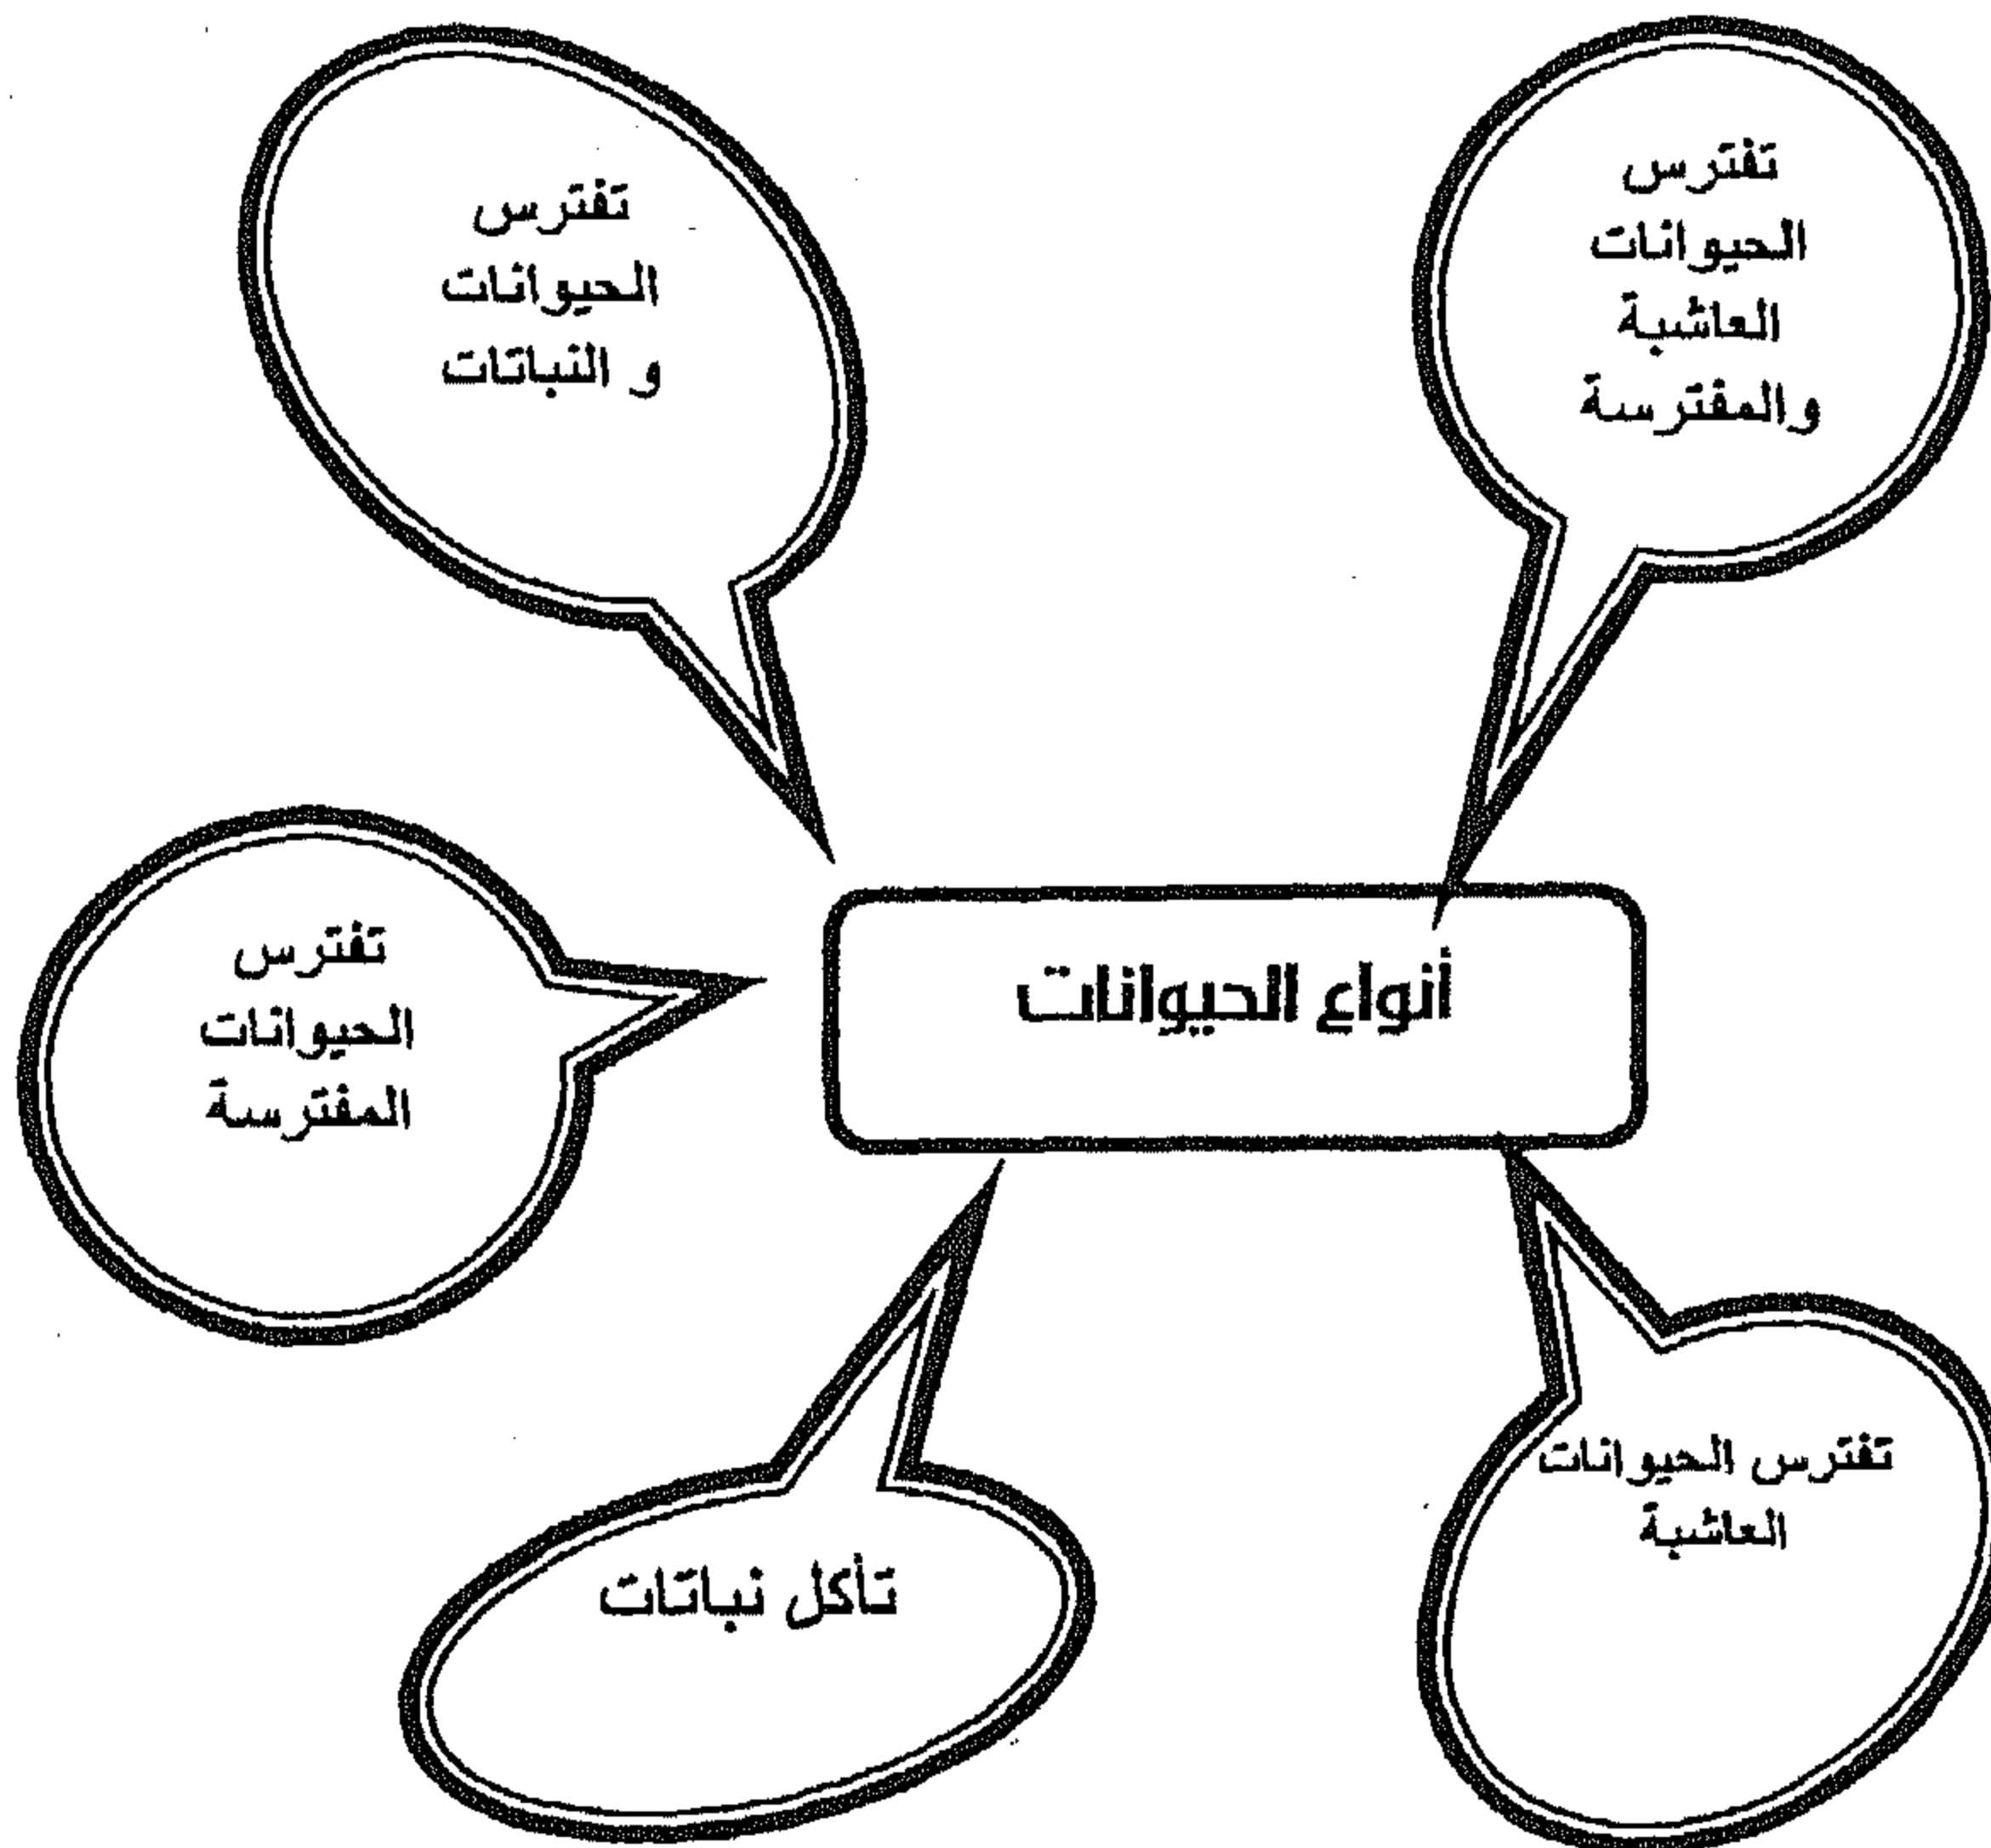 تفترس
الحيوانات
العاشبة
والمفترسة
تفترس
الحيوانات
و النباتات
أنواع الحيوانات
تفترس
الحيوانات
المفترسة
تفترس الحيوانات
العاشبة
تأكل نباتات